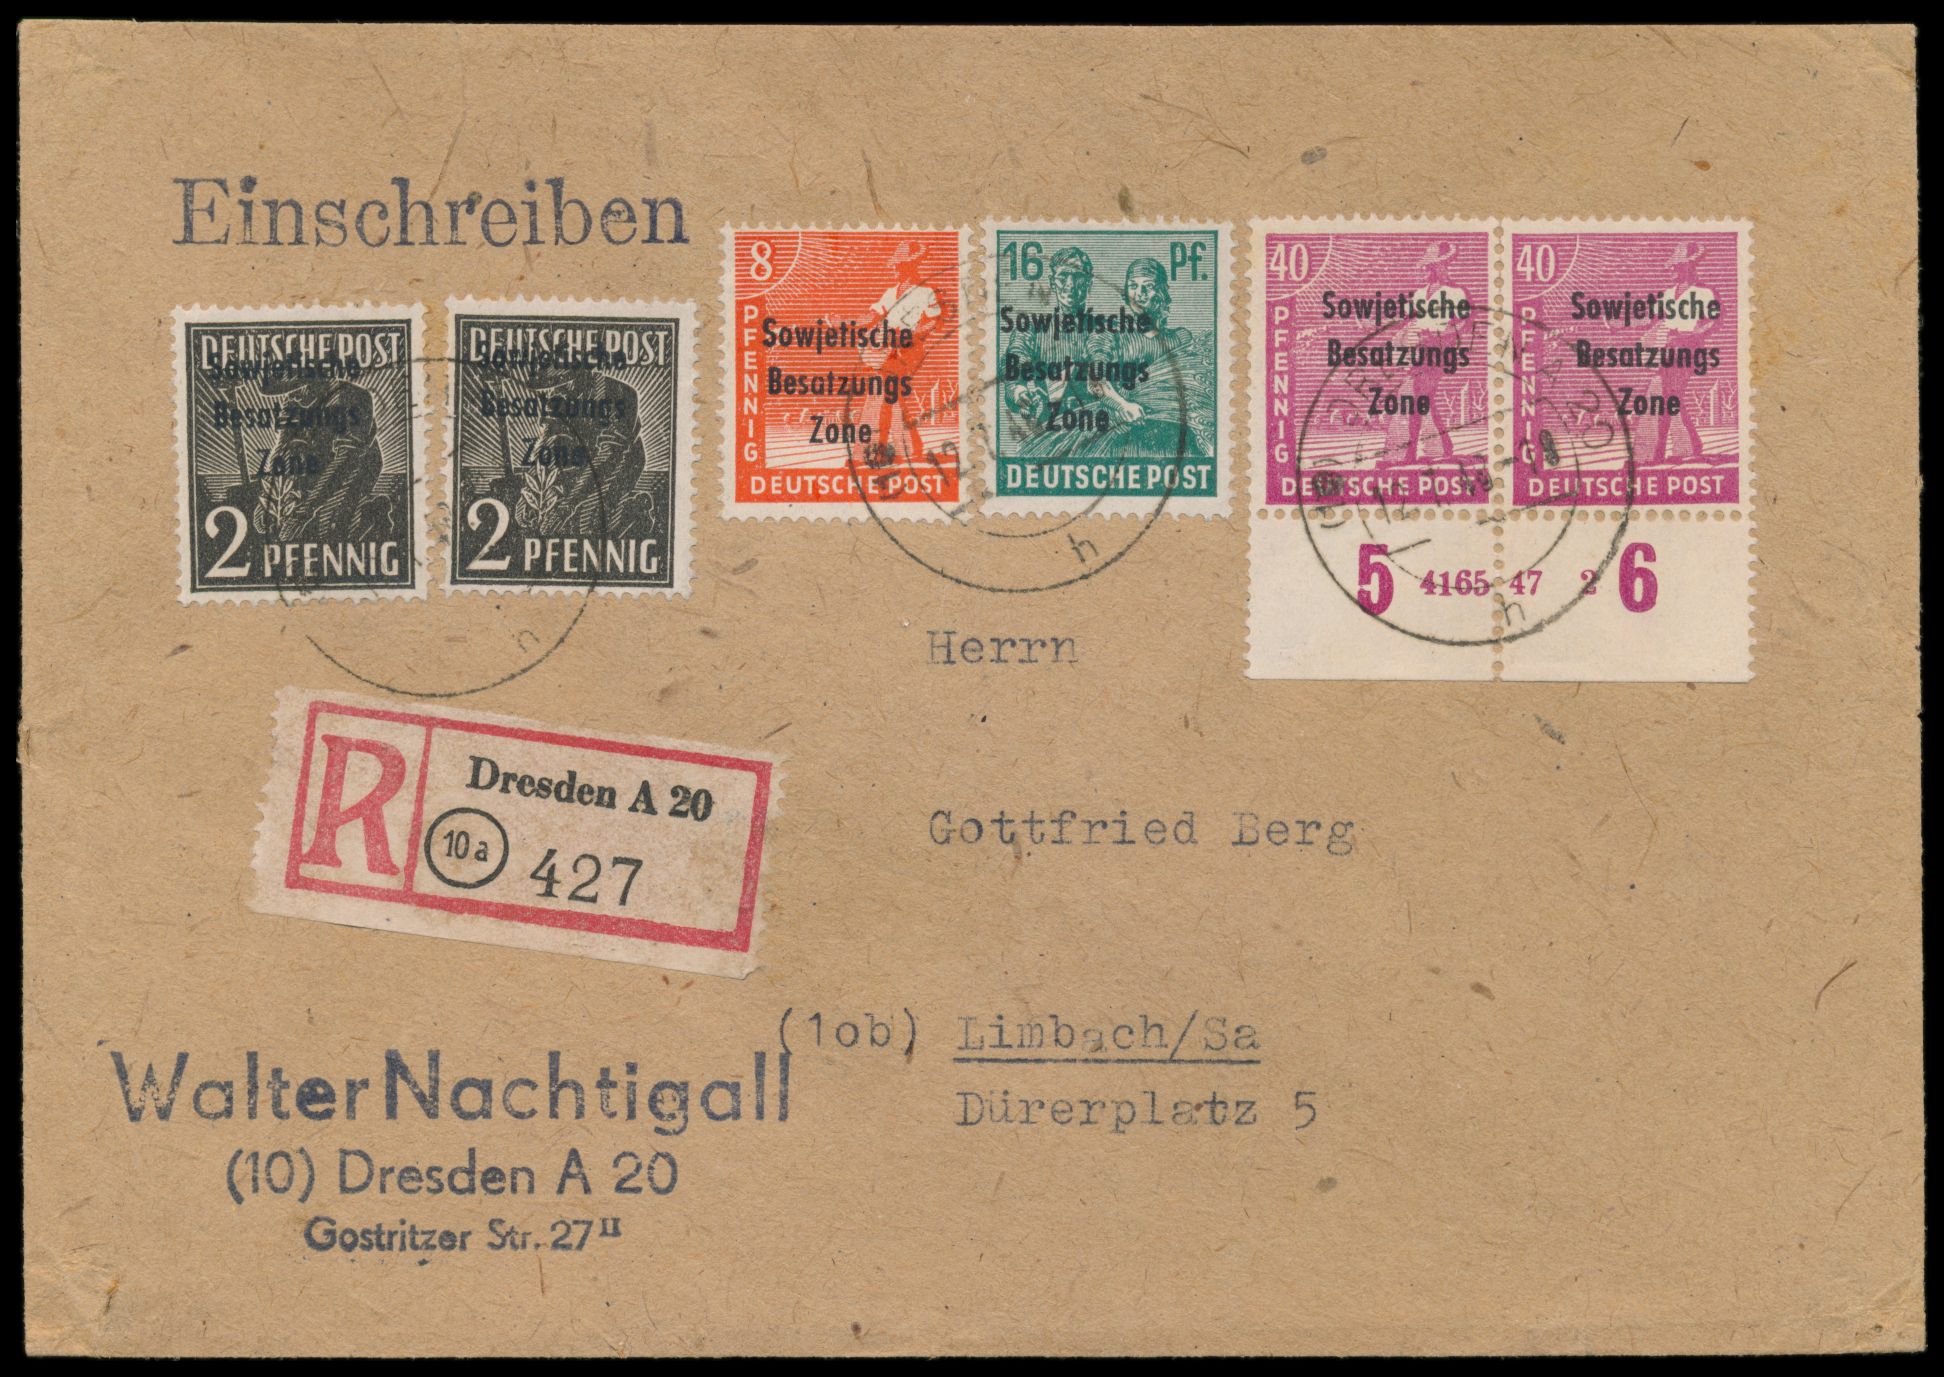 Einschreiben
DEUTSCHE POST
Sowjetische
Besatzungs
Zone
2 PFENNIG
DEUTSCHE POST
Sowjetische
Besatzungs
Zone
2 PFENNIG
8
PFENNIG
Sowjetische
Besatzungs
Zone
DEUTSCHE POST
16 Pf.
Sowjetische
Besatzungs
Zone
DEUTSCHE POST
40
PFENNIG
Sowjetische
Besatzungs
Zone
DEUTSCHE POST
40
PFENNIG
Sowjetische
Besatzungs
Zone
DEUTSCHE POST
5 4165 47 2 6
h
h
h
Herrn
R
Dresden A 20
10a
427
Gottfried Berg
(1ob) Limbach/Sa
Dürerplatz 5
Walter Nachtigall
(10) Dresden A 20
Gostritzer Str. 27 II